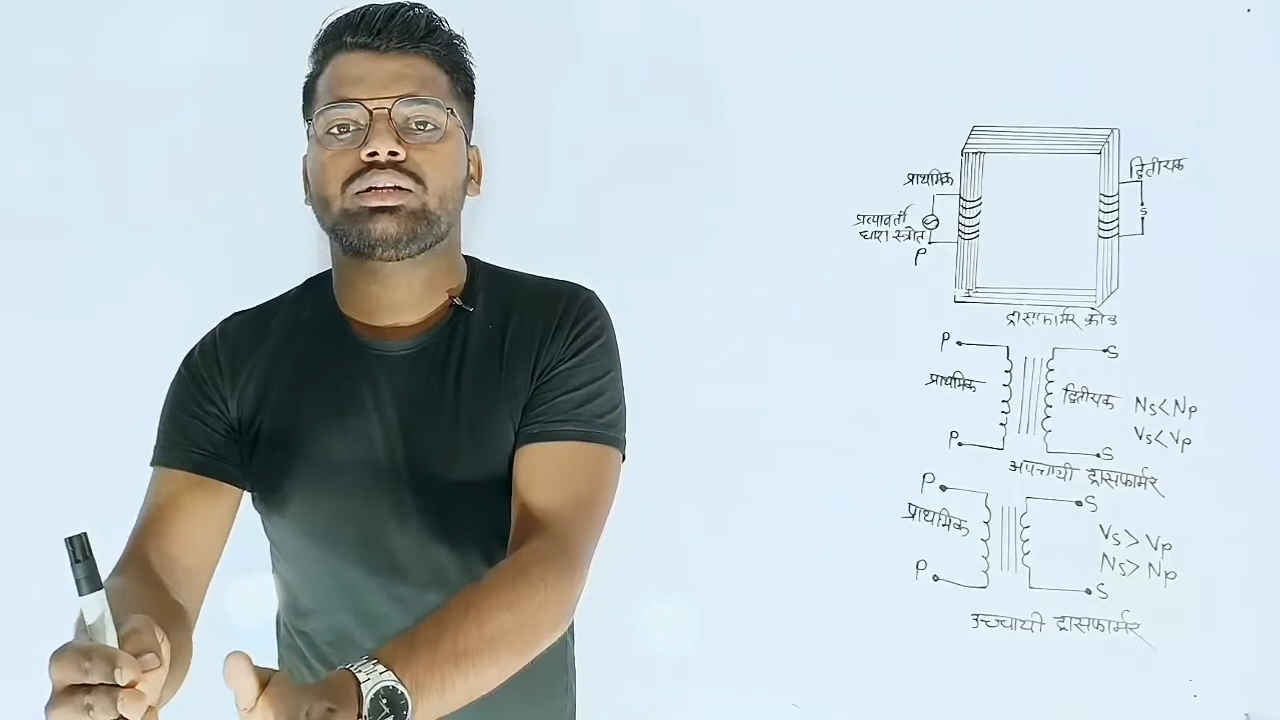 प्राथमिक
द्वितीयक
प्रत्यावर्ती
धारा स्त्रोत
S
P
ट्रांसफार्मर क्रोड
P
S
प्राथमिक
द्वितीयक
Ns<Np
Vs<Vp
P
S
अपचायी ट्रांसफार्मर
P
S
प्राथमिक
Vs>Vp
Ns>Np
P
S
उच्चायी ट्रांसफार्मर